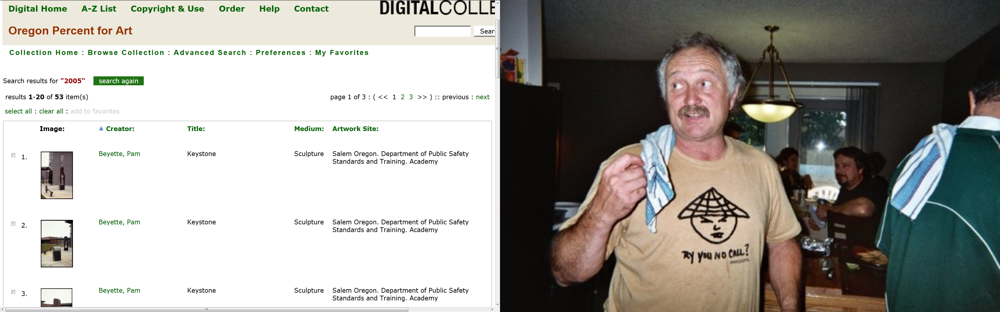 Digital Home A-Z List Copyright & Use Order Help Contact
DIGITALCOLLE
Oregon Percent for Art
Sear
Collection Home : Browse Collection : Advanced Search : Preferences : My Favorites
Search results for "2005" search again
results 1-20 of 53 item(s) page 1 of 3 : ( << 1 2 3 >> ) :: previous : next
select all : clear all : add to favorites
Image: Creator: Title: Medium: Artwork Site:
1. Beyette, Pam Keystone Sculpture Salem Oregon. Department of Public Safety
Standards and Training. Academy
2. Beyette, Pam Keystone Sculpture Salem Oregon. Department of Public Safety
Standards and Training. Academy
3. Beyette, Pam Keystone Sculpture Salem Oregon. Department of Public Safety
Standards and Training. Academy
RY YOU NO CALL?